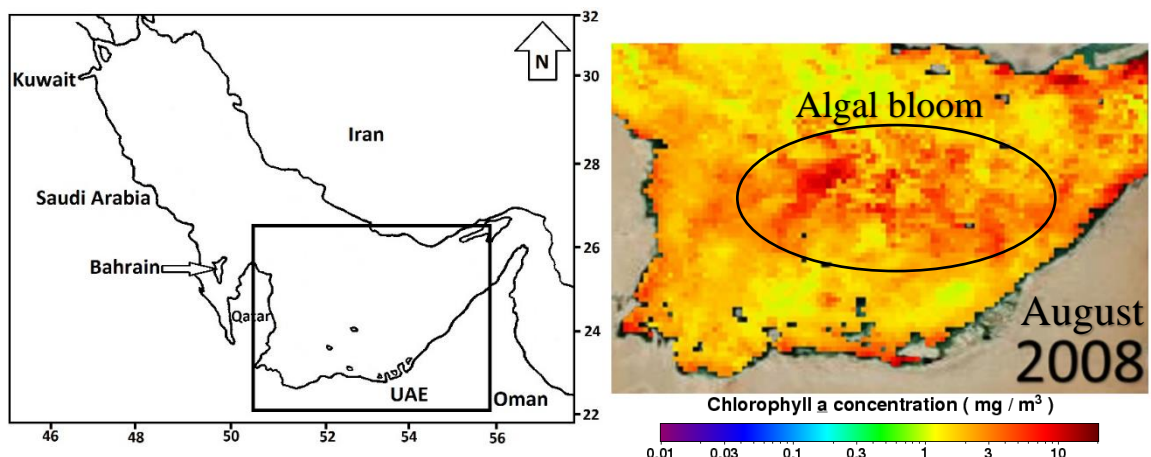 32
N
Kuwait
30
Iran
28
Saudi Arabia
26
Bahrain
Qatar
24
UAE
Oman
22
46 48 50 52 54 56
Algal bloom
August
2008
Chlorophyll a concentration ( mg / m³ )
0.01 0.03 0.1 0.3 1 3 10